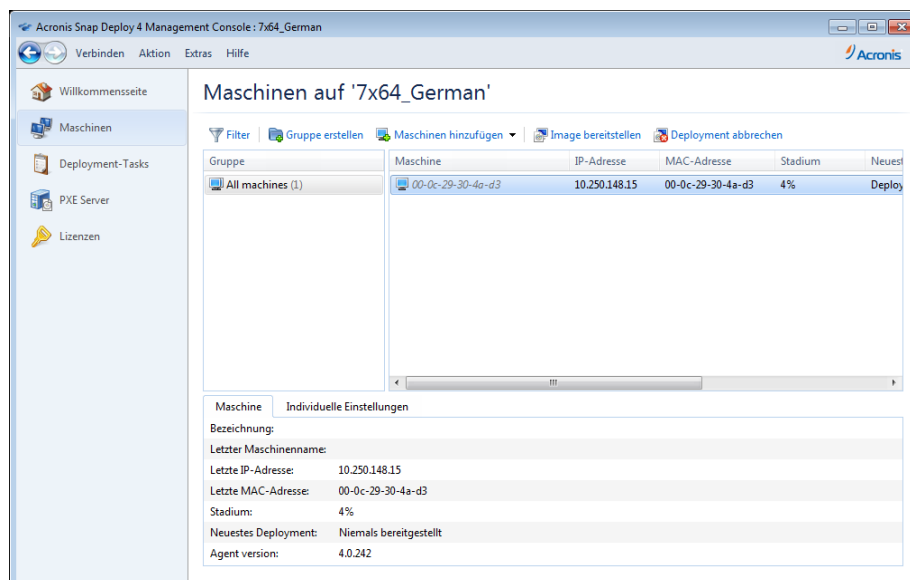 Acronis Snap Deploy 4 Management Console : 7x64_German
Verbinden Aktion Extras Hilfe
Acronis
Willkommensseite
Maschinen
Deployment-Tasks
PXE Server
Lizenzen
Maschinen auf '7x64_German'
Filter Gruppe erstellen Maschinen hinzufügen Image bereitstellen Deployment abbrechen
Gruppe Maschine IP-Adresse MAC-Adresse Stadium Neuest
All machines (1) 00-0c-29-30-4a-d3 10.250.148.15 00-0c-29-30-4a-d3 4% Deploy
Maschine Individuelle Einstellungen
Bezeichnung:
Letzter Maschinenname:
Letzte IP-Adresse: 10.250.148.15
Letzte MAC-Adresse: 00-0c-29-30-4a-d3
Stadium: 4%
Neuestes Deployment: Niemals bereitgestellt
Agent version: 4.0.242